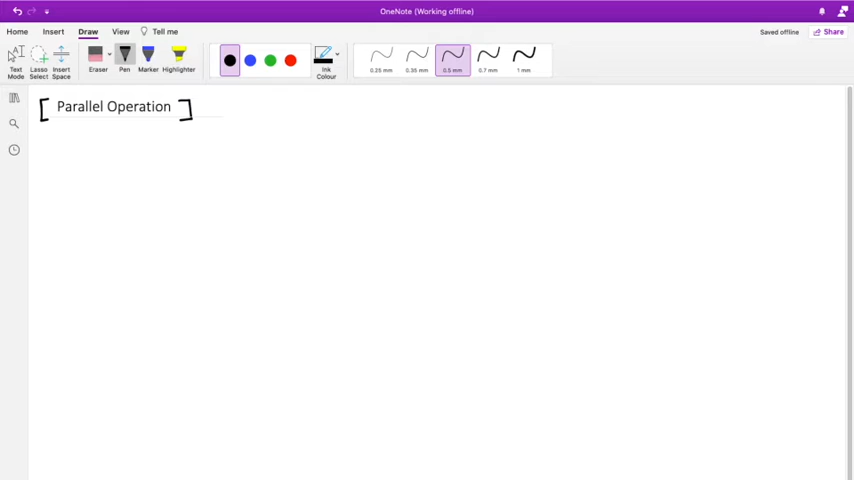 OneNote (Working offline)
Home Insert Draw View Tell me Saved offline Share
Text Mode Lasso Select Insert Space Eraser Pen Marker Highlighter Ink Colour 0.25 mm 0.35 mm 0.5 mm 0.7 mm 1 mm
[ Parallel Operation ]